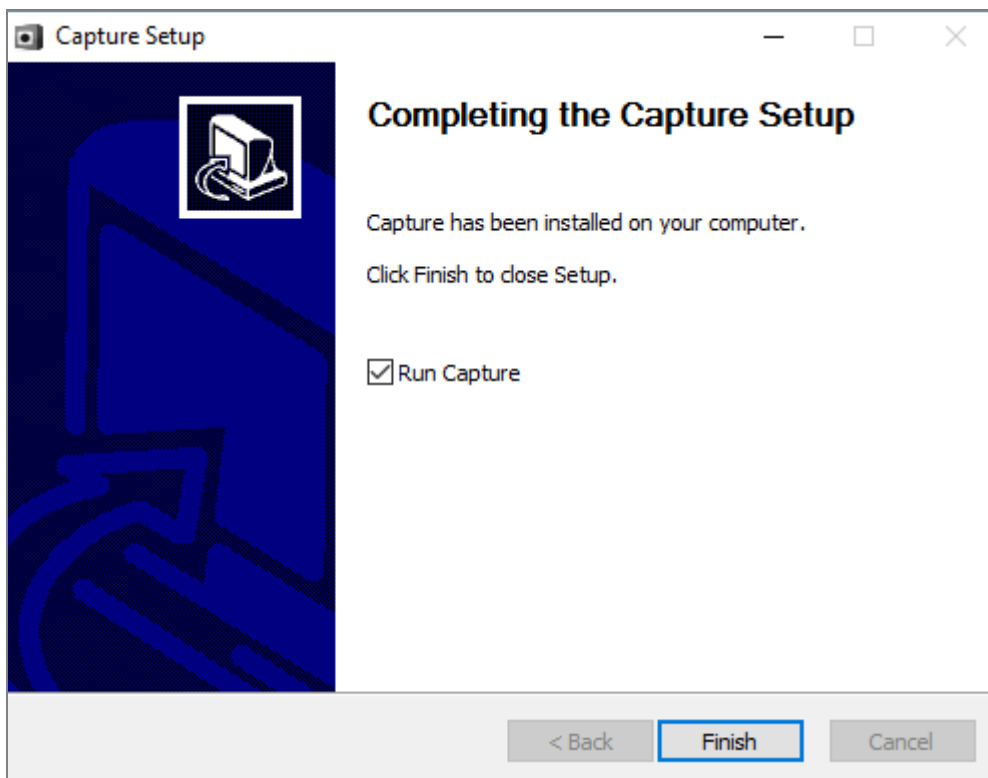 Capture Setup
Completing the Capture Setup
Capture has been installed on your computer.
Click Finish to close Setup.
Run Capture
< Back Finish Cancel